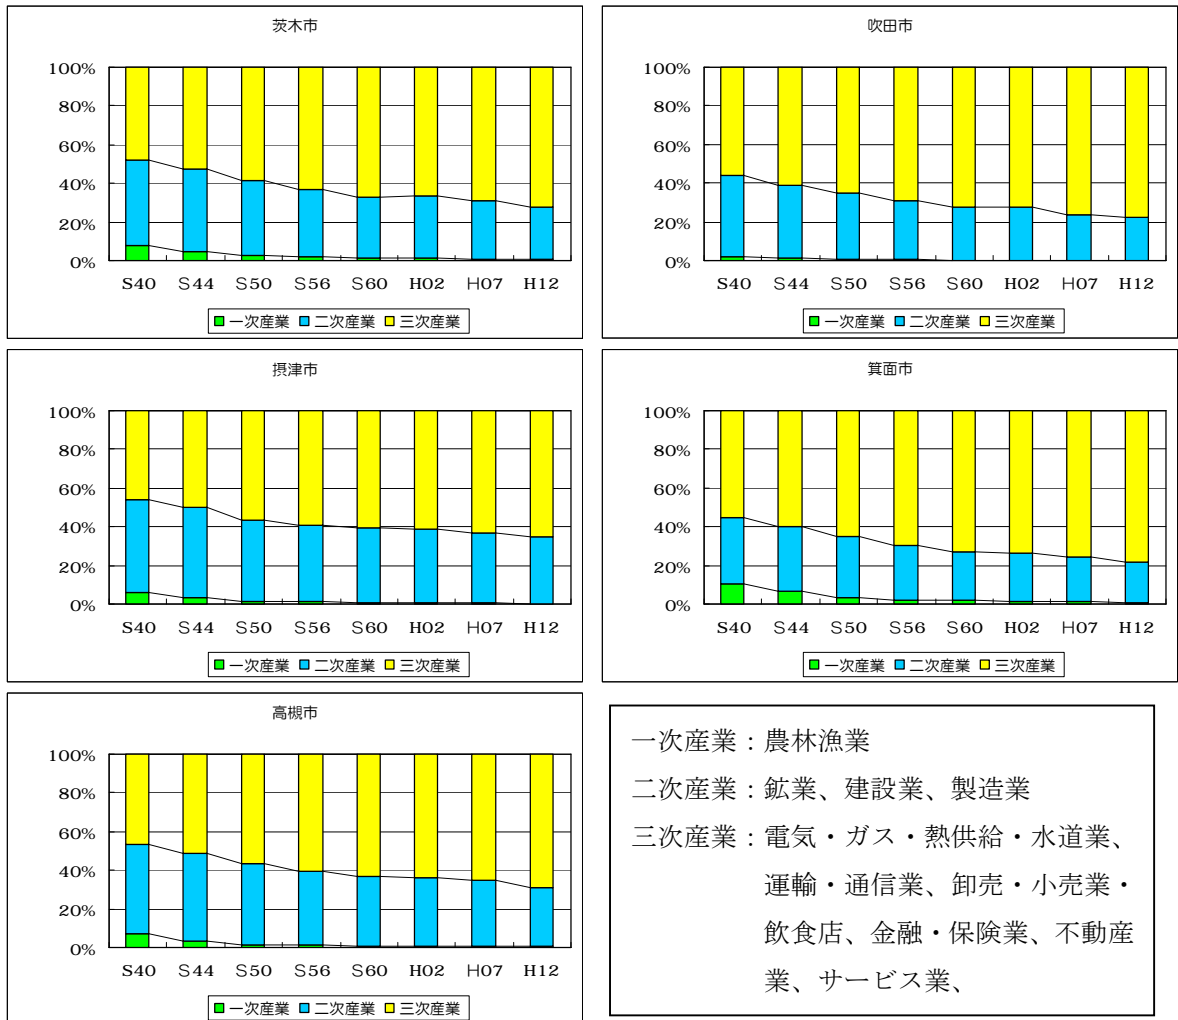 茨木市
100%
80%
60%
40%
20%
0%
S40 S44 S50 S56 S60 H02 H07 H12
一次産業 二次産業 三次産業
吹田市
100%
80%
60%
40%
20%
0%
S40 S44 S50 S56 S60 H02 H07 H12
一次産業 二次産業 三次産業
摂津市
100%
80%
60%
40%
20%
0%
S40 S44 S50 S56 S60 H02 H07 H12
一次産業 二次産業 三次産業
箕面市
100%
80%
60%
40%
20%
0%
S40 S44 S50 S56 S60 H02 H07 H12
一次産業 二次産業 三次産業
高槻市
100%
80%
60%
40%
20%
0%
S40 S44 S50 S56 S60 H02 H07 H12
一次産業 二次産業 三次産業
一次産業：農林漁業
二次産業：鉱業、建設業、製造業
三次産業：電気・ガス・熱供給・水道業、
運輸・通信業、卸売・小売業・
飲食店、金融・保険業、不動産
業、サービス業、